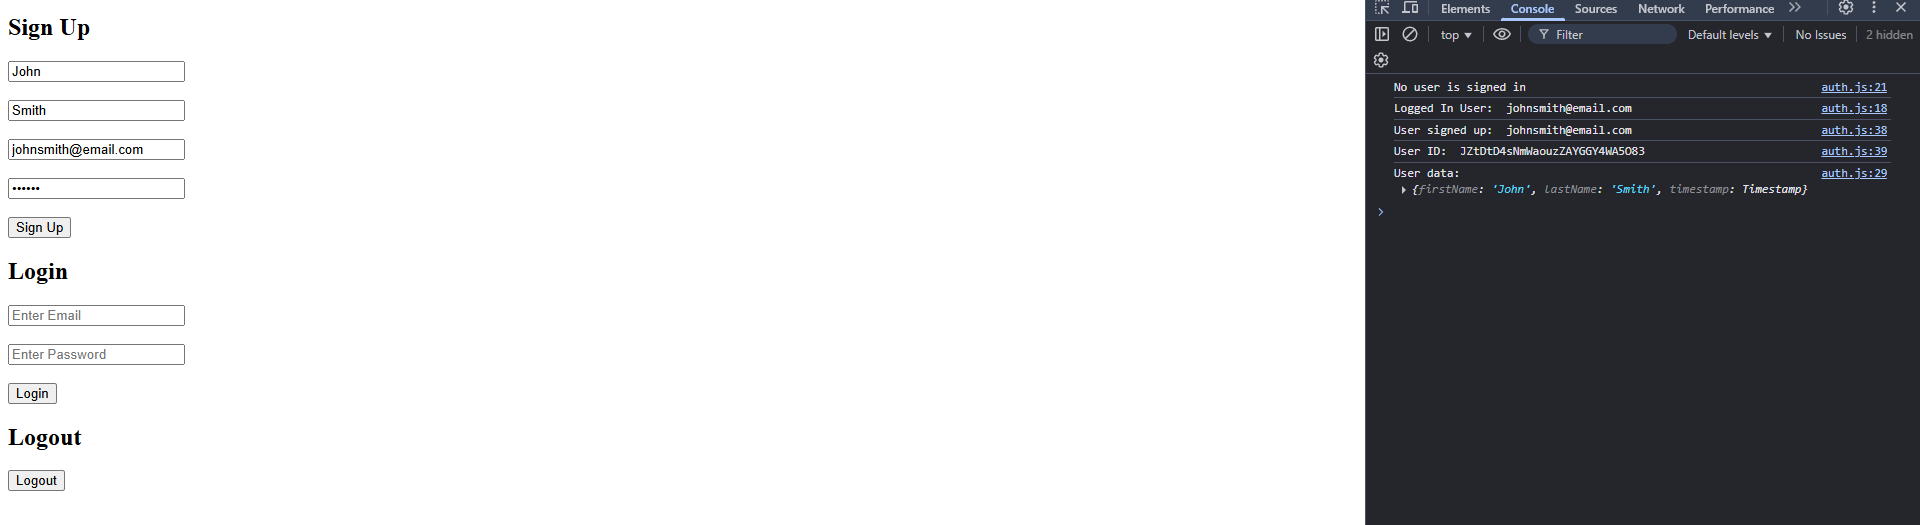 Sign Up
John
Smith
johnsmith@email.com
••••••
Sign Up
Login
Enter Email
Enter Password
Login
Logout
Logout
Elements Console Sources Network Performance
top Filter Default levels No Issues 2 hidden
No user is signed in auth.js:21
Logged In User: johnsmith@email.com auth.js:18
User signed up: johnsmith@email.com auth.js:38
User ID: JZtDtD4sNmWaouzZAYGGY4WA5O83 auth.js:39
User data: auth.js:29
{firstName: 'John', lastName: 'Smith', timestamp: Timestamp}